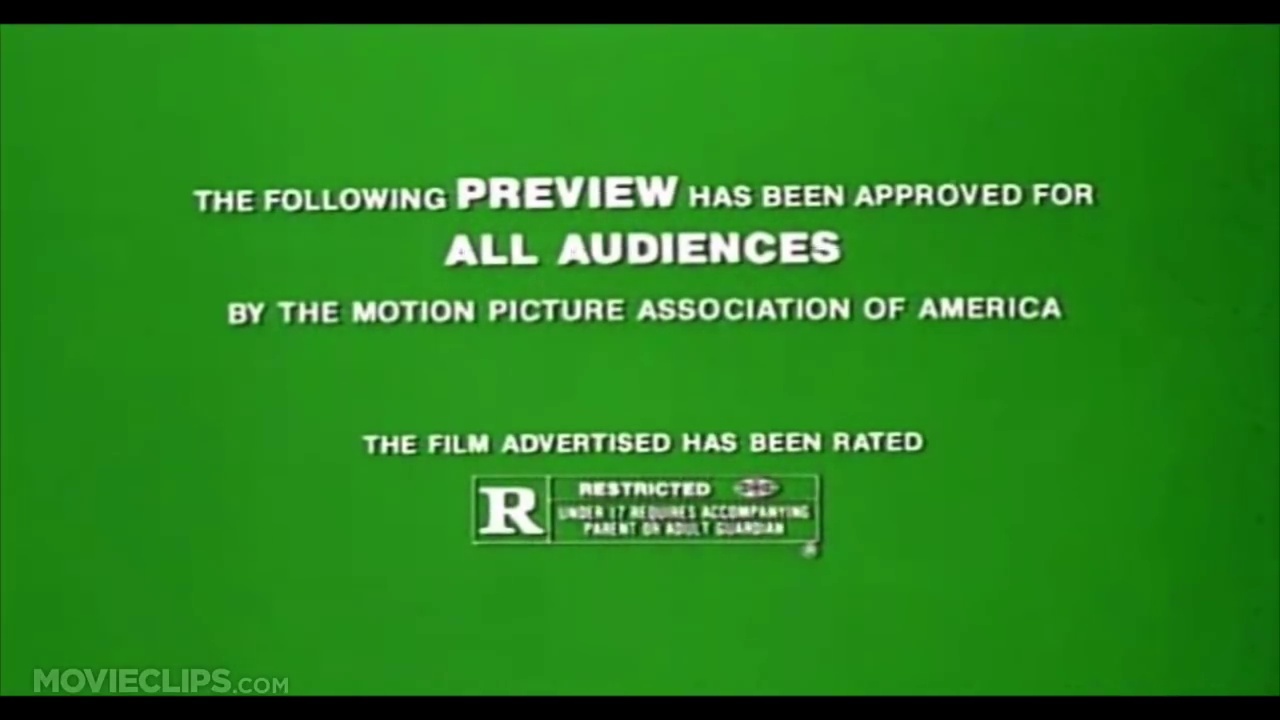 THE FOLLOWING PREVIEW HAS BEEN APPROVED FOR
ALL AUDIENCES
BY THE MOTION PICTURE ASSOCIATION OF AMERICA
THE FILM ADVERTISED HAS BEEN RATED
R RESTRICTED
UNDER 17 REQUIRES ACCOMPANYING
PARENT OR ADULT GUARDIAN
MOVIECLIPS.COM